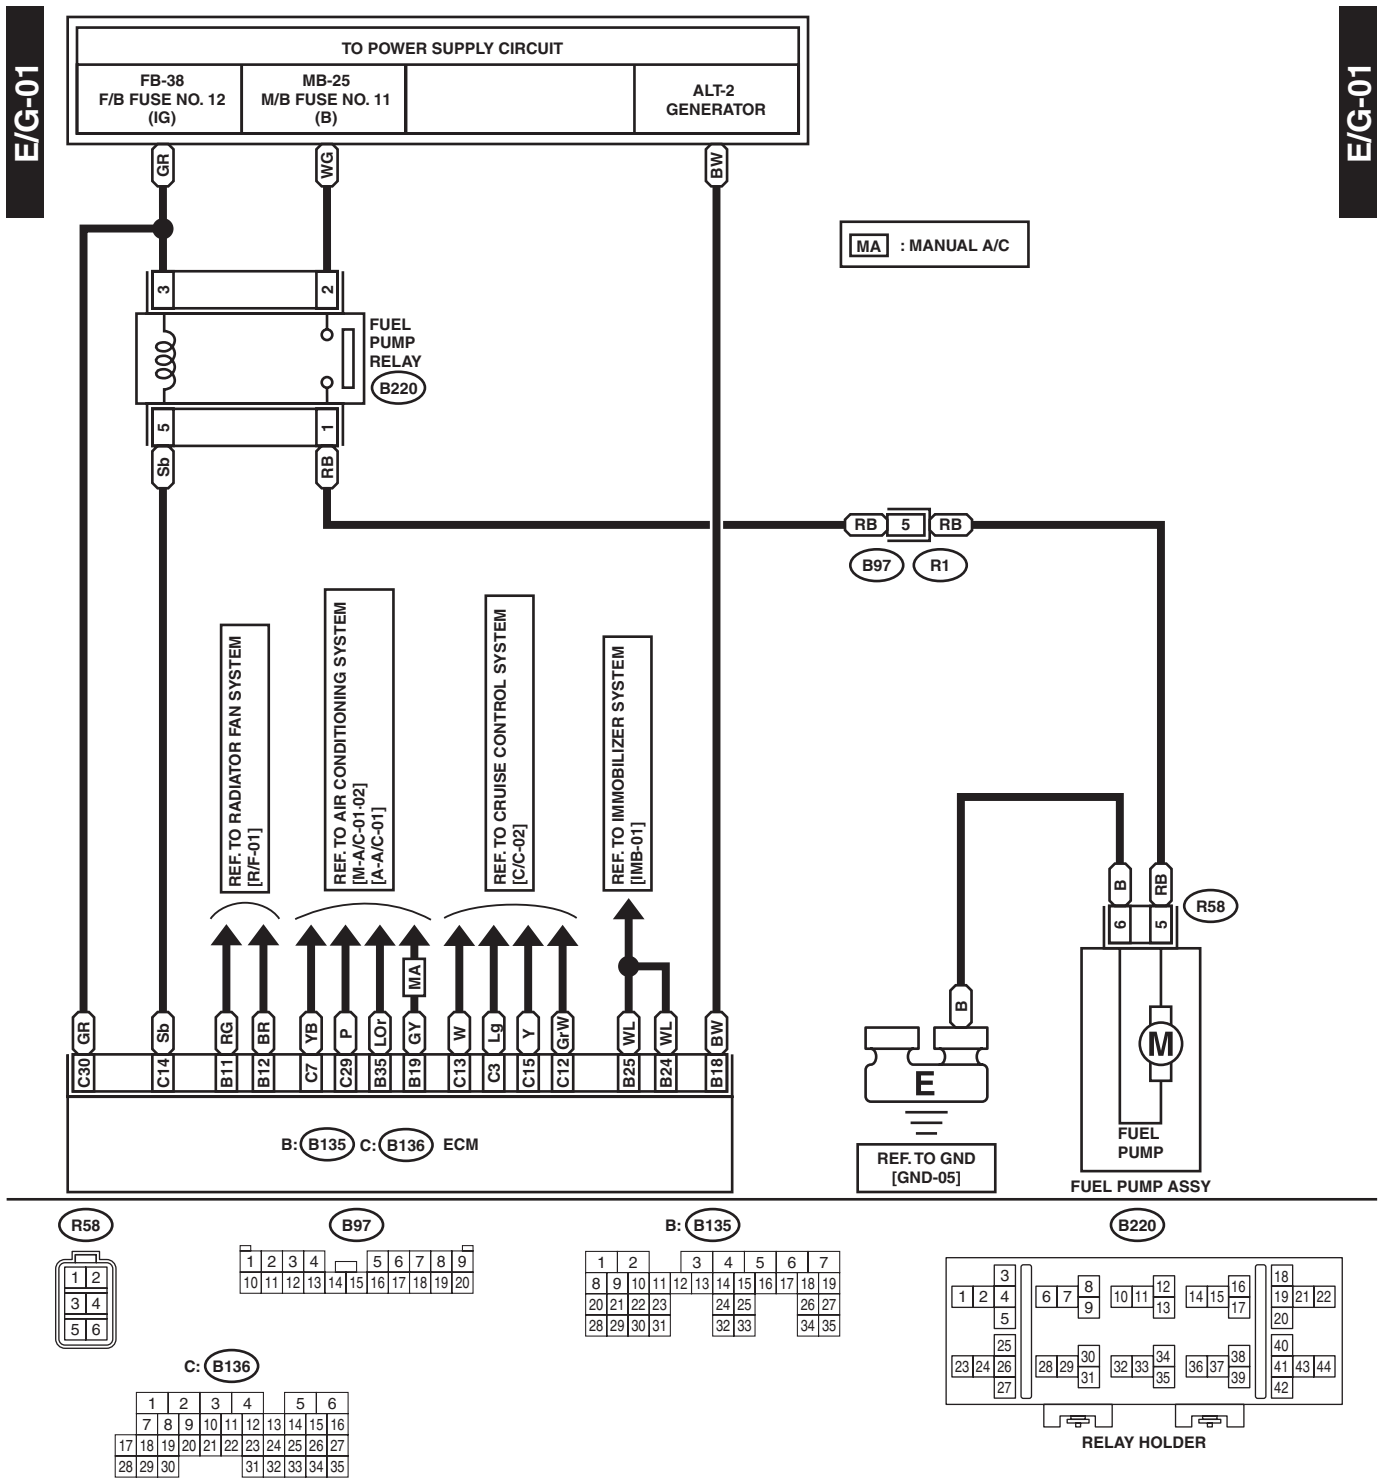 E/G-01
E/G-01
TO POWER SUPPLY CIRCUIT
FB-38
F/B FUSE NO. 12
(IG)
MB-25
M/B FUSE NO. 11
(B)
ALT-2
GENERATOR
GR
WG
BW
MA : MANUAL A/C
3
2
FUEL
PUMP
RELAY
B220
5
1
Sb
RB
RB 5 RB
B97 R1
REF. TO RADIATOR FAN SYSTEM
[R/F-01]
REF. TO AIR CONDITIONING SYSTEM
[M-A/C-01·02]
[A-A/C-01]
REF. TO CRUISE CONTROL SYSTEM
[C/C-02]
REF. TO IMMOBILIZER SYSTEM
[IMB-01]
B
RB
R58
6
5
MA
B
GR Sb RG BR YB P LOr GY W Lg Y GrW WL WL BW
C30 C14 B11 B12 C7 C29 B35 B19 C13 C3 C15 C12 B25 B24 B18
M
E
B: B135 C: B136 ECM
FUEL
PUMP
REF. TO GND
[GND-05]
FUEL PUMP ASSY
R58
1 2
3 4
5 6
B97
1 2 3 4 5 6 7 8 9
10 11 12 13 14 15 16 17 18 19 20
B: B135
1 2 3 4 5 6 7
8 9 10 11 12 13 14 15 16 17 18 19
20 21 22 23 24 25 26 27
28 29 30 31 32 33 34 35
B220
3 8 12 16 18
1 2 4 6 7 10 11 14 15 19 21 22
9 13 17
5 20
25 30 34 38 40
23 24 26 28 29 32 33 36 37 41 43 44
31 35 39
27 42
RELAY HOLDER
C: B136
1 2 3 4 5 6
7 8 9 10 11 12 13 14 15 16
17 18 19 20 21 22 23 24 25 26 27
28 29 30 31 32 33 34 35